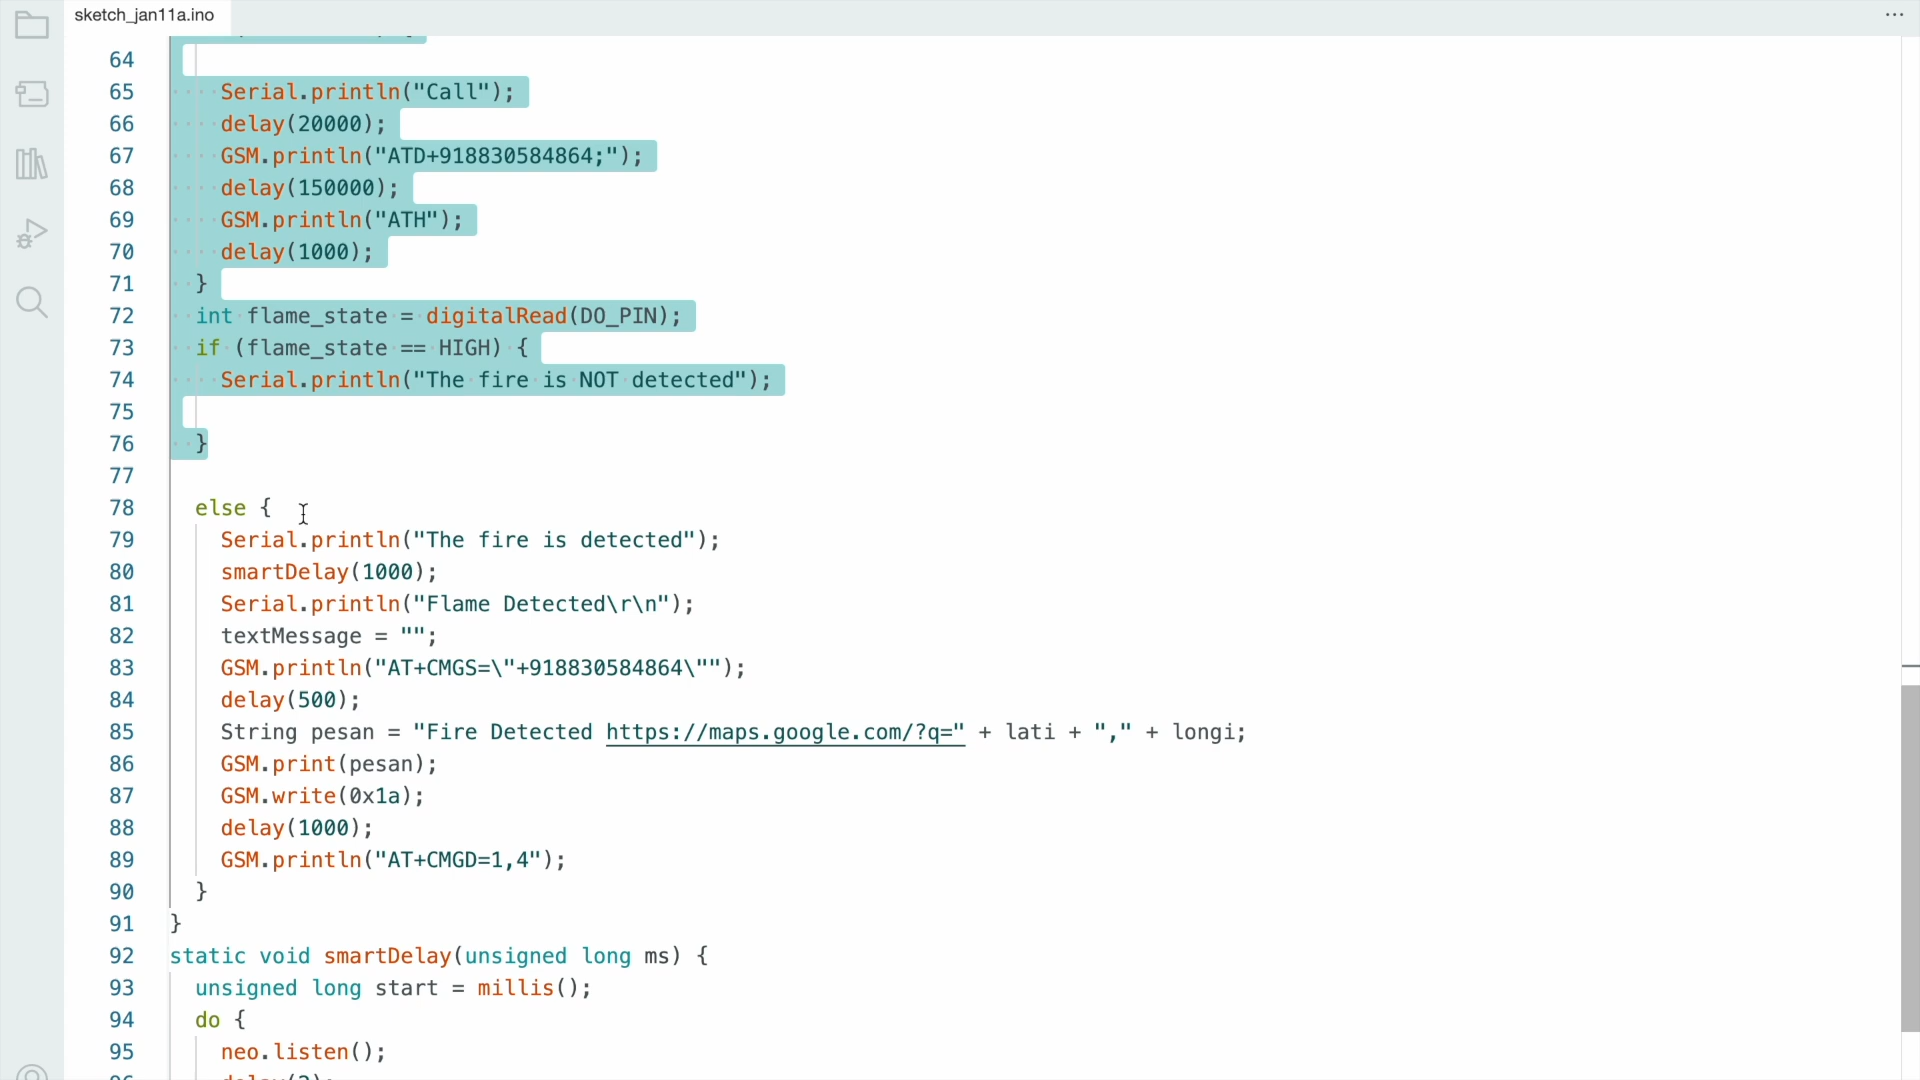 sketch_jan11a.ino
64
65 Serial.println("Call");
66 delay(20000);
67 GSM.println("ATD+918830584864;");
68 delay(150000);
69 GSM.println("ATH");
70 delay(1000);
71 }
72 int flame_state = digitalRead(DO_PIN);
73 if (flame_state == HIGH) {
74 Serial.println("The fire is NOT detected");
75
76 }
77
78 else {
79 Serial.println("The fire is detected");
80 smartDelay(1000);
81 Serial.println("Flame Detected\r\n");
82 textMessage = "";
83 GSM.println("AT+CMGS=\"+918830584864\"");
84 delay(500);
85 String pesan = "Fire Detected https://maps.google.com/?q=" + lati + "," + longi;
86 GSM.print(pesan);
87 GSM.write(0x1a);
88 delay(1000);
89 GSM.println("AT+CMGD=1,4");
90 }
91 }
92 static void smartDelay(unsigned long ms) {
93 unsigned long start = millis();
94 do {
95 neo.listen();